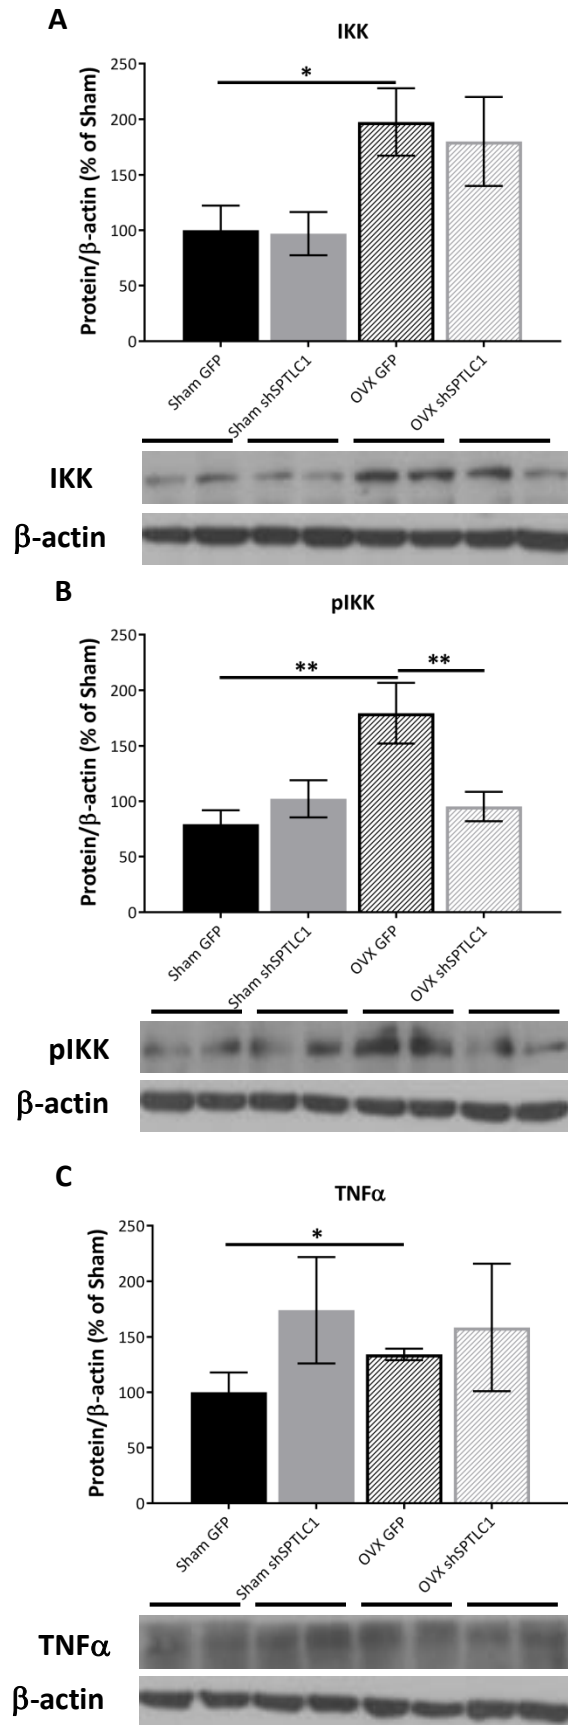 A
IKK
Protein/β-actin (% of Sham)
250
200
150
100
50
0
*
Sham GFP
Sham shSPTLC1
OVX GFP
OVX shSPTLC1
IKK
β-actin
B
pIKK
Protein/β-actin (% of Sham)
250
200
150
100
50
0
**
**
Sham GFP
Sham shSPTLC1
OVX GFP
OVX shSPTLC1
pIKK
β-actin
C
TNFα
Protein/β-actin (% of Sham)
250
200
150
100
50
0
*
Sham GFP
Sham shSPTLC1
OVX GFP
OVX shSPTLC1
TNFα
β-actin